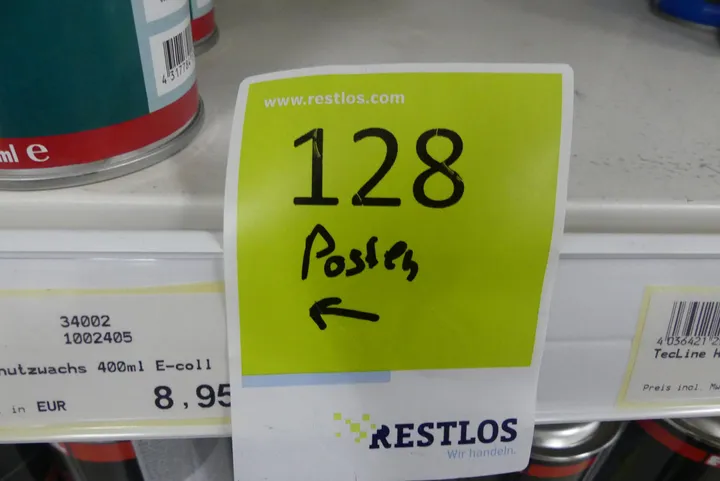 ml e
www.restlos.com
128
Posten
←
34002
1002405
hutzwachs 400ml E-coll
in EUR
8,95
TecLine
Preis incl.
RESTLOS
Wir handeln.